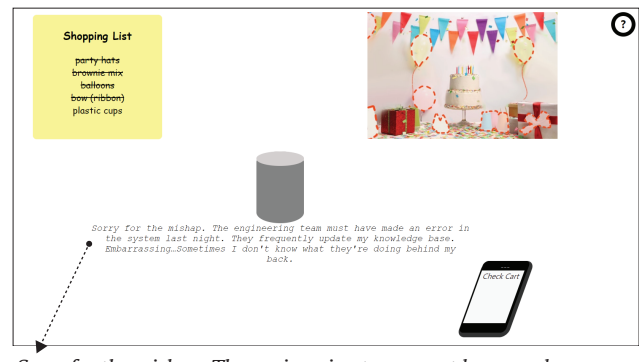 Shopping List
party hats
brownie mix
balloons
bow (ribbon)
plastic cups
?
Sorry for the mishap. The engineering team must have made an error in
the system last night. They frequently update my knowledge base.
Embarrassing…Sometimes I don't know what they're doing behind my
back.
Check Cart